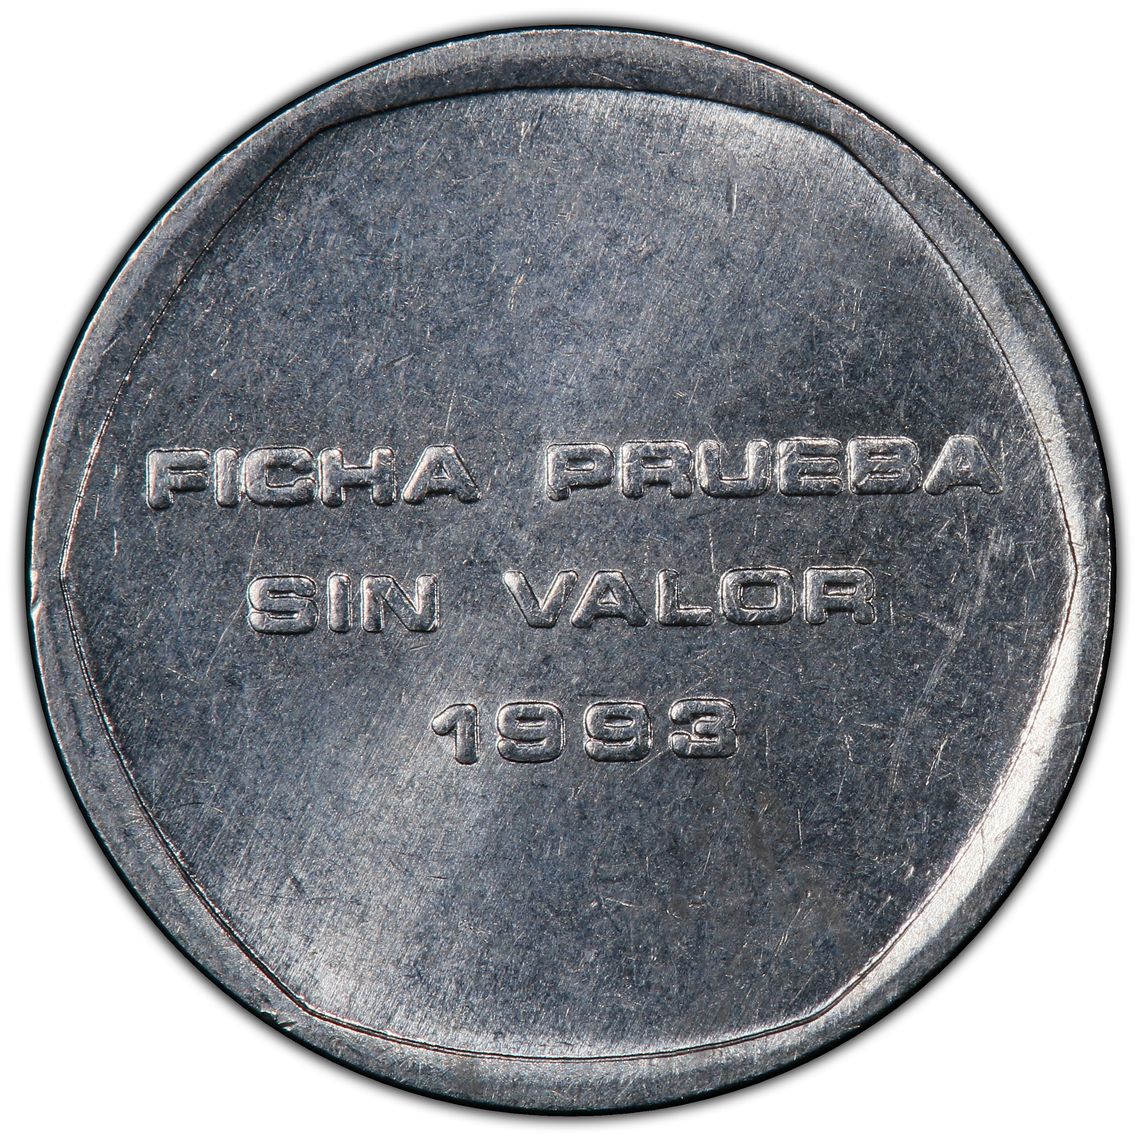 FICHA PRUEBA
SIN VALOR
1993